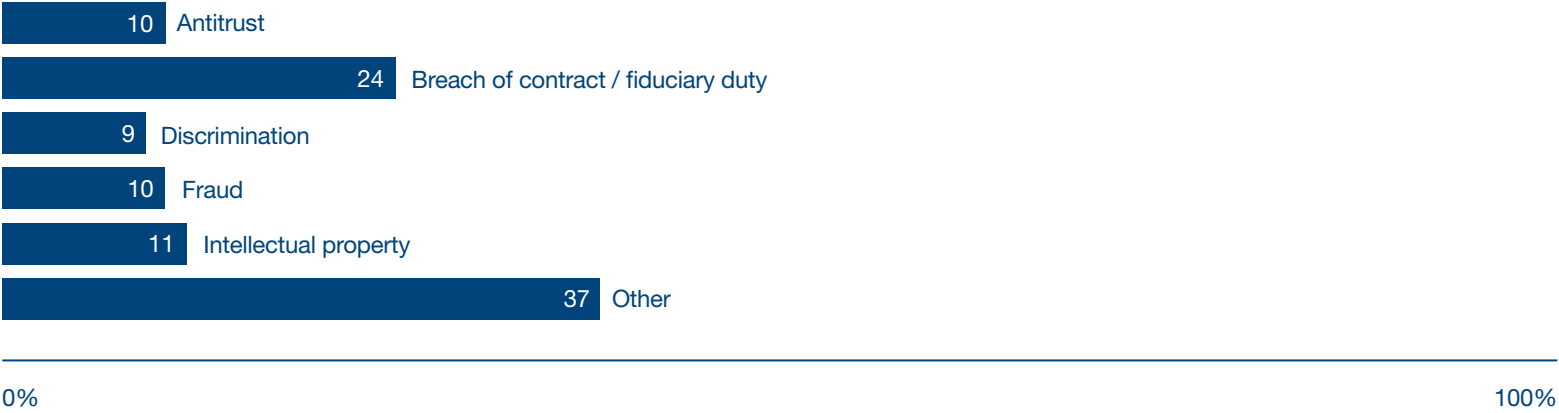 10 Antitrust
24 Breach of contract / fiduciary duty
9 Discrimination
10 Fraud
11 Intellectual property
37 Other
0% 100%